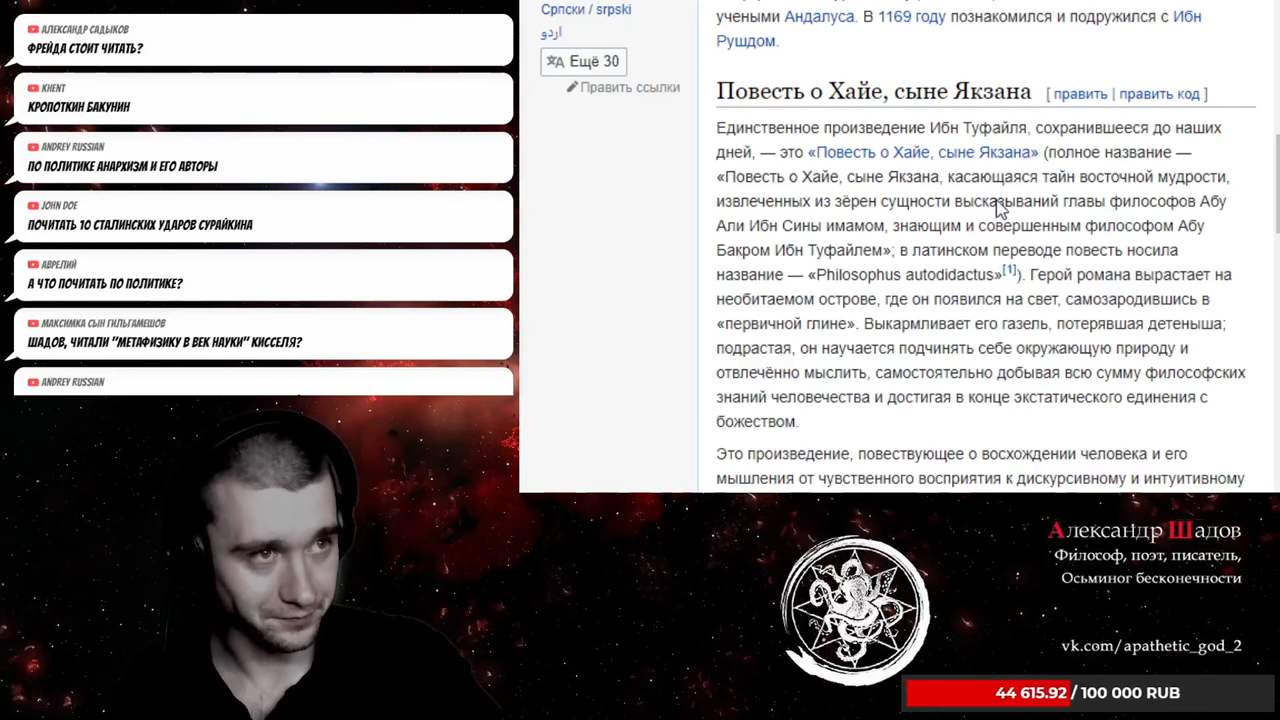 АЛЕКСАНДР САДЫКОВ
ФРЕЙДА СТОИТ ЧИТАТЬ?
KHENT
КРОПОТКИН БАКУНИН
ANDREY RUSSIAN
ПО ПОЛИТИКЕ АНАРХИЗМ И ЕГО АВТОРЫ
JOHN DOE
ПОЧИТАТЬ 10 СТАЛИНСКИХ УДАРОВ СУРАЙКИНА
АВРЕЛИЙ
А ЧТО ПОЧИТАТЬ ПО ПОЛИТИКЕ?
МАКСИМКА СЫН ГИЛЬГАМЕШОВ
ШАДОВ, ЧИТАЛИ "МЕТАФИЗИКУ В ВЕК НАУКИ" КИССЕЛЯ?
ANDREY RUSSIAN
Српски / srpski
اردو
Ещё 30
Править ссылки
учеными Андалуса. В 1169 году познакомился и подружился с Ибн
Рушдом.
Повесть о Хайе, сыне Якзана [ править | править код ]
Единственное произведение Ибн Туфайля, сохранившееся до наших
дней, — это «Повесть о Хайе, сыне Якзана» (полное название —
«Повесть о Хайе, сыне Якзана, касающаяся тайн восточной мудрости,
извлеченных из зёрен сущности высказываний главы философов Абу
Али Ибн Сины имамом, знающим и совершенным философом Абу
Бакром Ибн Туфайлем»; в латинском переводе повесть носила
название — «Philosophus autodidactus»[1]). Герой романа вырастает на
необитаемом острове, где он появился на свет, самозародившись в
«первичной глине». Выкармливает его газель, потерявшая детеныша;
подрастая, он научается подчинять себе окружающую природу и
отвлечённо мыслить, самостоятельно добывая всю сумму философских
знаний человечества и достигая в конце экстатического единения с
божеством.
Это произведение, повествующее о восхождении человека и его
мышления от чувственного восприятия к дискурсивному и интуитивному
Александр Шадов
Философ, поэт, писатель,
Осьминог бесконечности
vk.com/apathetic_god_2
44 615.92 / 100 000 RUB